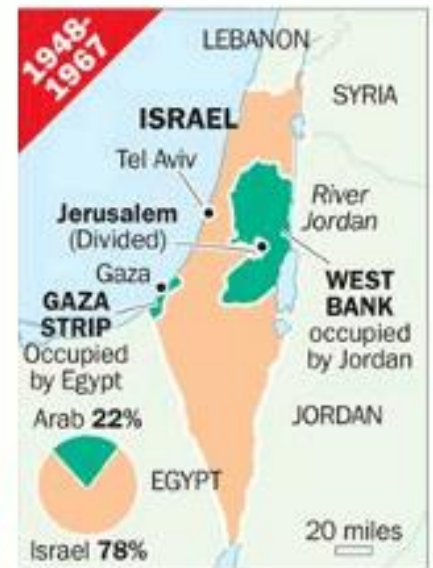 1948-
1967
LEBANON
SYRIA
ISRAEL
Tel Aviv
Jerusalem
(Divided)
River
Jordan
Gaza
GAZA
STRIP
Occupied
by Egypt
WEST
BANK
occupied
by Jordan
Arab 22%
JORDAN
EGYPT
Israel 78%
20 miles